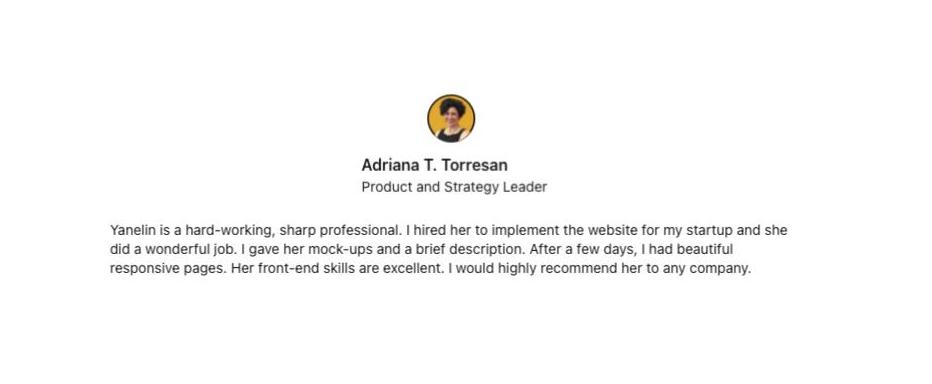 Adriana T. Torresan
Product and Strategy Leader
Yanelin is a hard-working, sharp professional. I hired her to implement the website for my startup and she
did a wonderful job. I gave her mock-ups and a brief description. After a few days, I had beautiful
responsive pages. Her front-end skills are excellent. I would highly recommend her to any company.